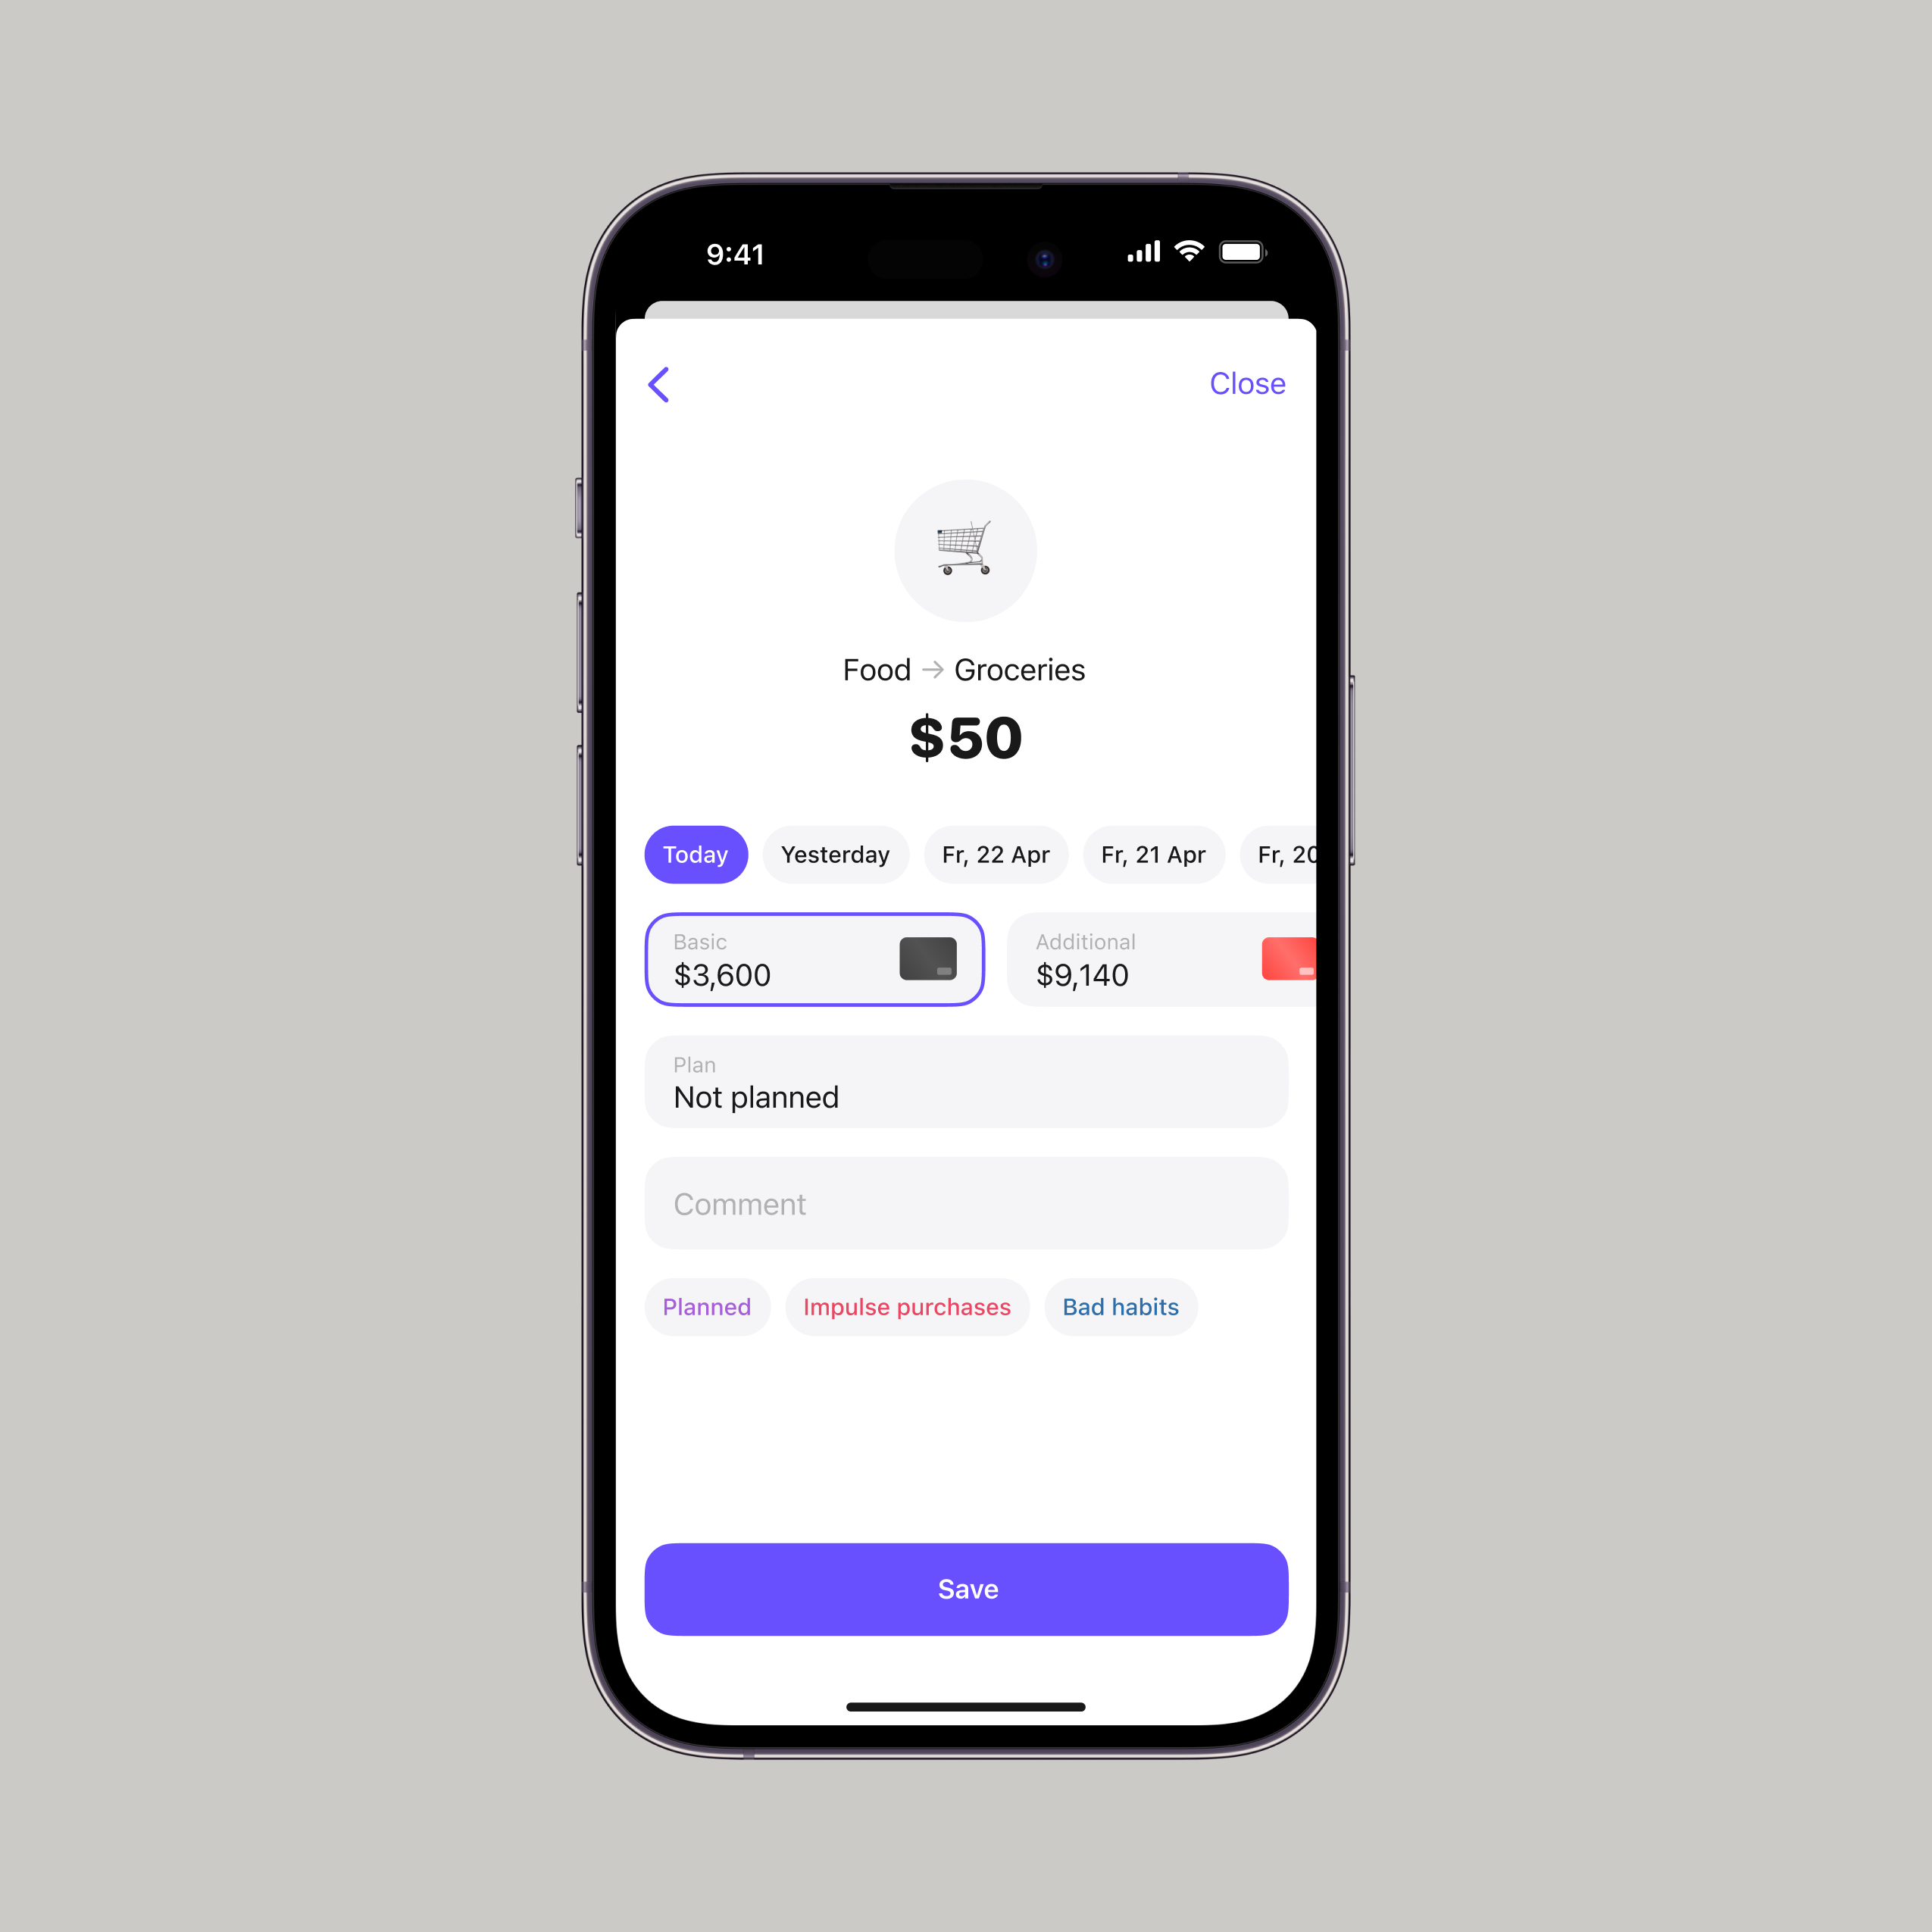 9:41
Close
Food → Groceries
$50
Today Yesterday Fr, 22 Apr Fr, 21 Apr Fr, 20
Basic Additional
$3,600 $9,140
Plan
Not planned
Comment
Planned Impulse purchases Bad habits
Save